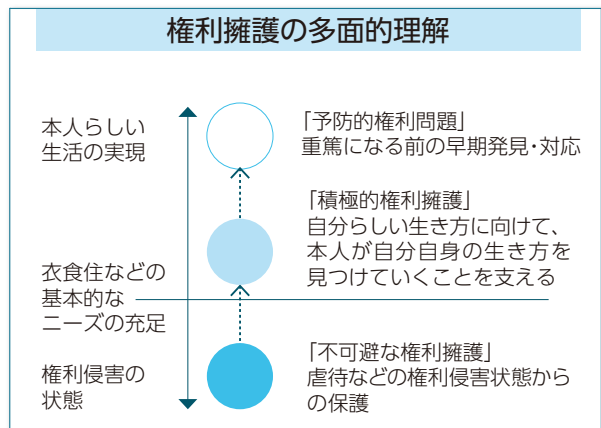 権利擁護の多面的理解
本人らしい
生活の実現
「予防的権利問題」
重篤になる前の早期発見・対応
「積極的権利擁護」
自分らしい生き方に向けて、
本人が自分自身の生き方を
見つけていくことを支える
衣食住などの
基本的な
ニーズの充足
権利侵害の
状態
「不可避な権利擁護」
虐待などの権利侵害状態から
の保護